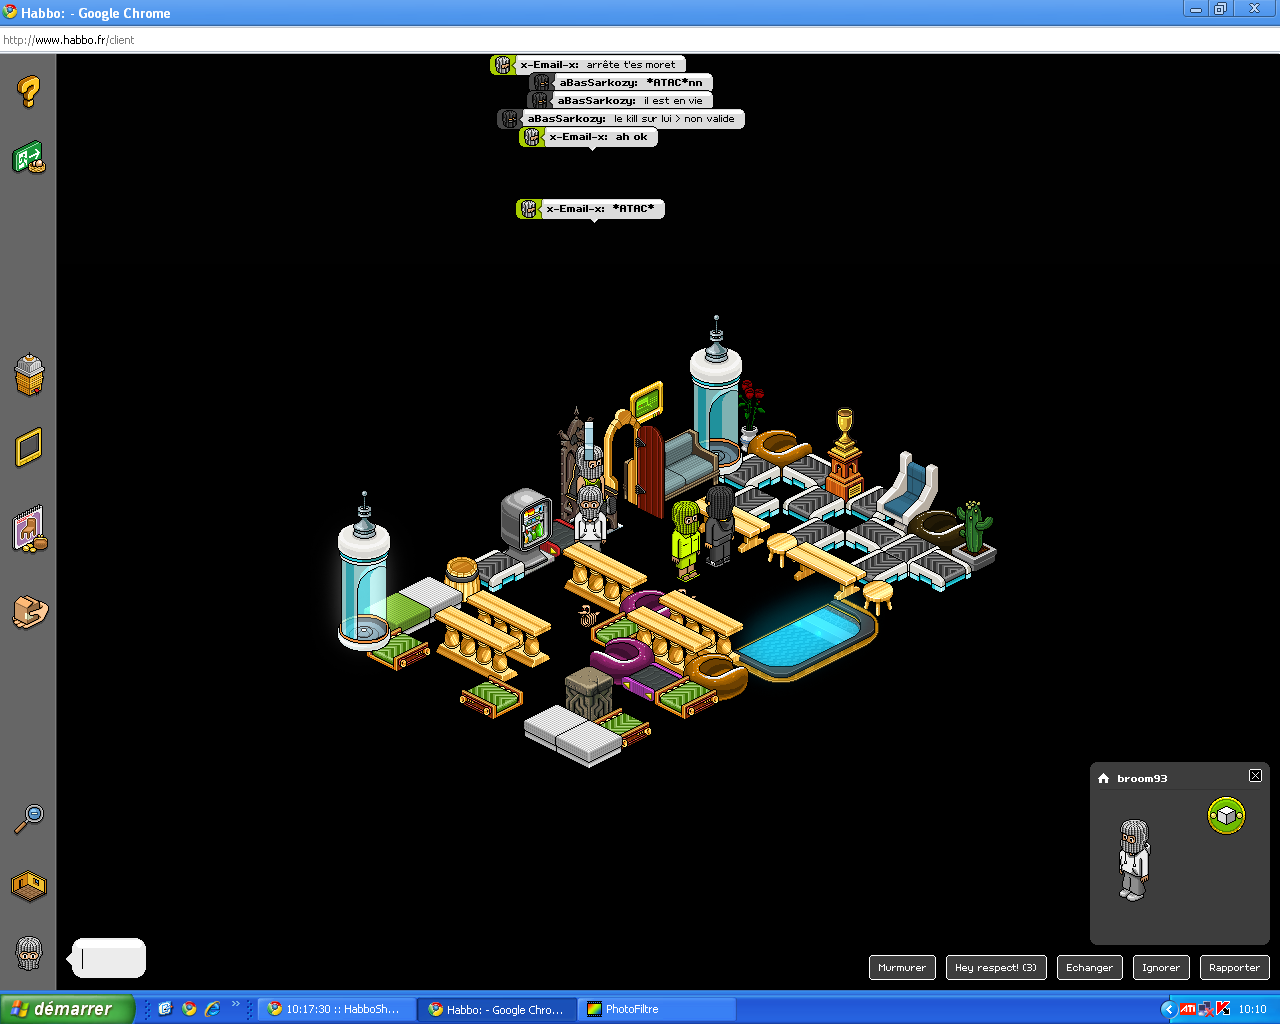 Habbo: - Google Chrome
http://www.habbo.fr/client
x-Email-x: arrête t'es moret
aBasSarkozy: *ATAC*nn
aBasSarkozy: il est en vie
aBasSarkozy: le kill sur lui > non valide
x-Email-x: ah ok
x-Email-x: *ATAC*
broom93
Murmurer
Hey respect! (3)
Echanger
Ignorer
Rapporter
démarrer
10:17:30 :: HabboSh...
Habbo: - Google Chro...
PhotoFiltre
ATI
10:10